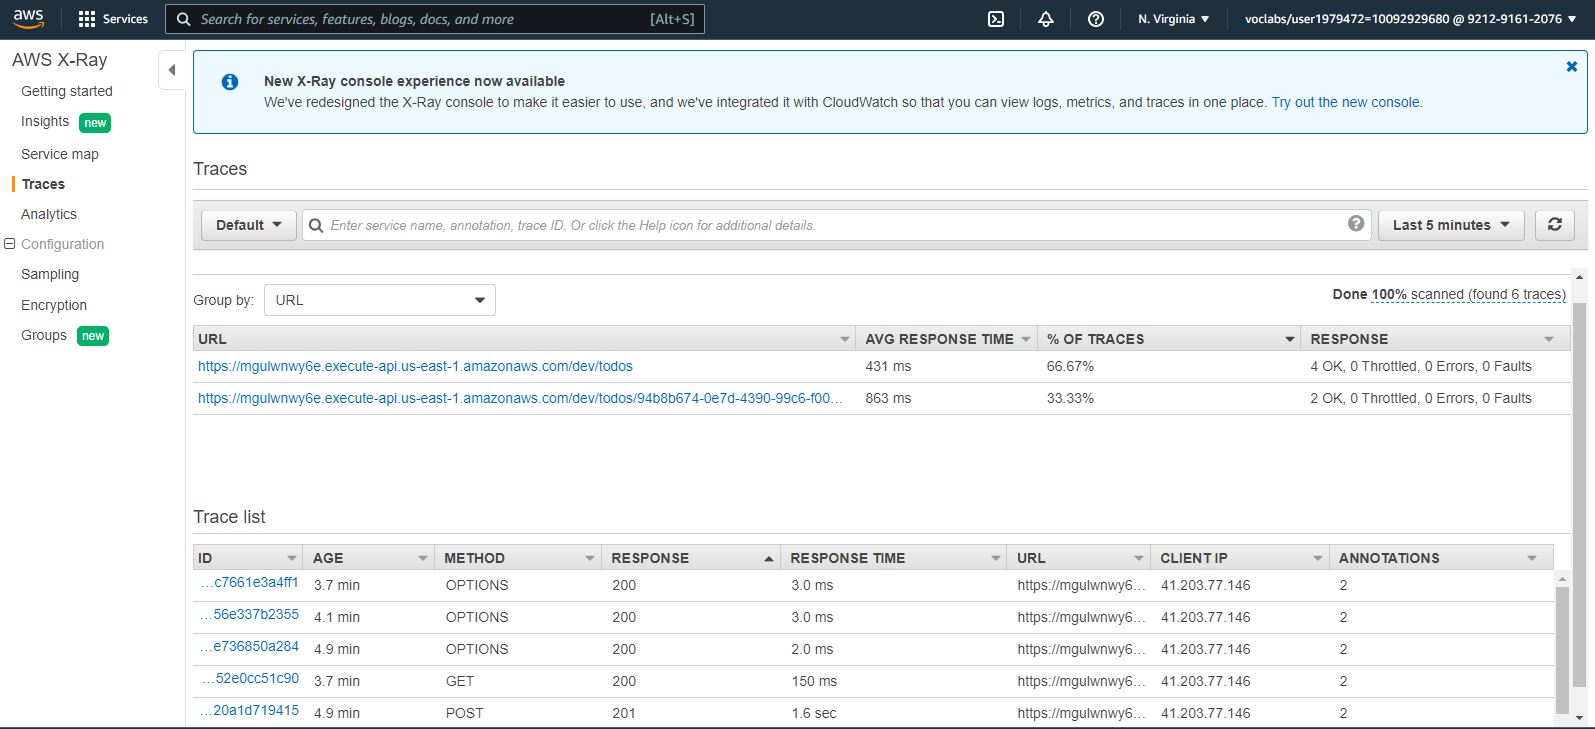 aws Services Search for services, features, blogs, docs, and more [Alt+S] N. Virginia voclabs/user1979472=10092929680 @ 9212-9161-2076
AWS X-Ray
Getting started
Insights new
Service map
Traces
Analytics
Configuration
Sampling
Encryption
Groups new
New X-Ray console experience now available
We've redesigned the X-Ray console to make it easier to use, and we've integrated it with CloudWatch so that you can view logs, metrics, and traces in one place. Try out the new console.
Traces
Default Enter service name, annotation, trace ID. Or click the Help icon for additional details. Last 5 minutes
Group by: URL Done 100% scanned (found 6 traces)
URL AVG RESPONSE TIME % OF TRACES RESPONSE
https://mgulwnwy6e.execute-api.us-east-1.amazonaws.com/dev/todos 431 ms 66.67% 4 OK, 0 Throttled, 0 Errors, 0 Faults
https://mgulwnwy6e.execute-api.us-east-1.amazonaws.com/dev/todos/94b8b674-0e7d-4390-99c6-f00... 863 ms 33.33% 2 OK, 0 Throttled, 0 Errors, 0 Faults
Trace list
ID AGE METHOD RESPONSE RESPONSE TIME URL CLIENT IP ANNOTATIONS
...c7661e3a4ff1 3.7 min OPTIONS 200 3.0 ms https://mgulwnwy6... 41.203.77.146 2
...56e337b2355 4.1 min OPTIONS 200 3.0 ms https://mgulwnwy6... 41.203.77.146 2
...e736850a284 4.9 min OPTIONS 200 2.0 ms https://mgulwnwy6... 41.203.77.146 2
...52e0cc51c90 3.7 min GET 200 150 ms https://mgulwnwy6... 41.203.77.146 2
...20a1d719415 4.9 min POST 201 1.6 sec https://mgulwnwy6... 41.203.77.146 2